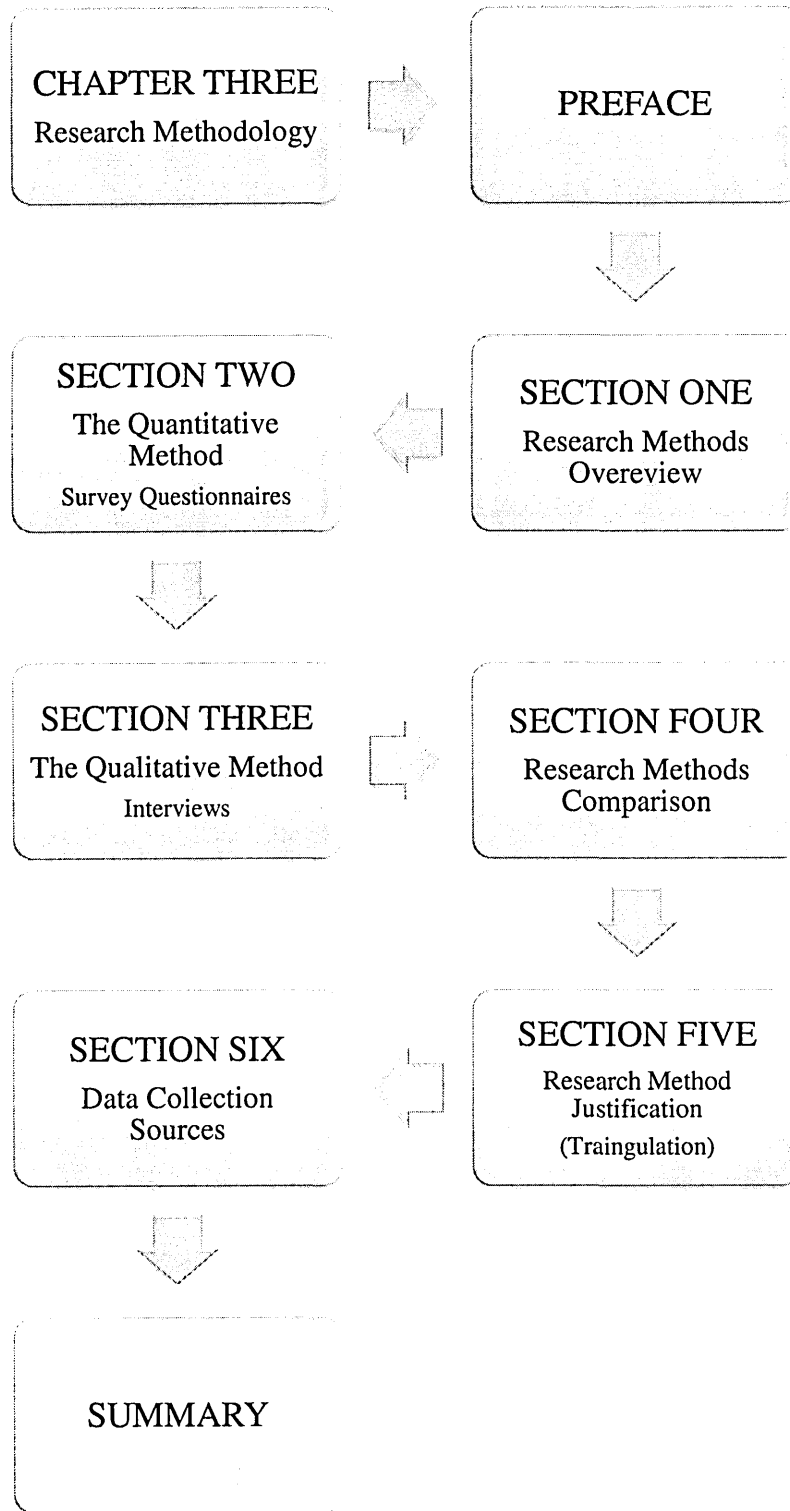 CHAPTER THREE
Research Methodology
PREFACE
SECTION ONE
Research Methods
Overeview
SECTION TWO
The Quantitative
Method
Survey Questionnaires
SECTION THREE
The Qualitative Method
Interviews
SECTION FOUR
Research Methods
Comparison
SECTION FIVE
Research Method
Justification
(Traingulation)
SECTION SIX
Data Collection
Sources
SUMMARY